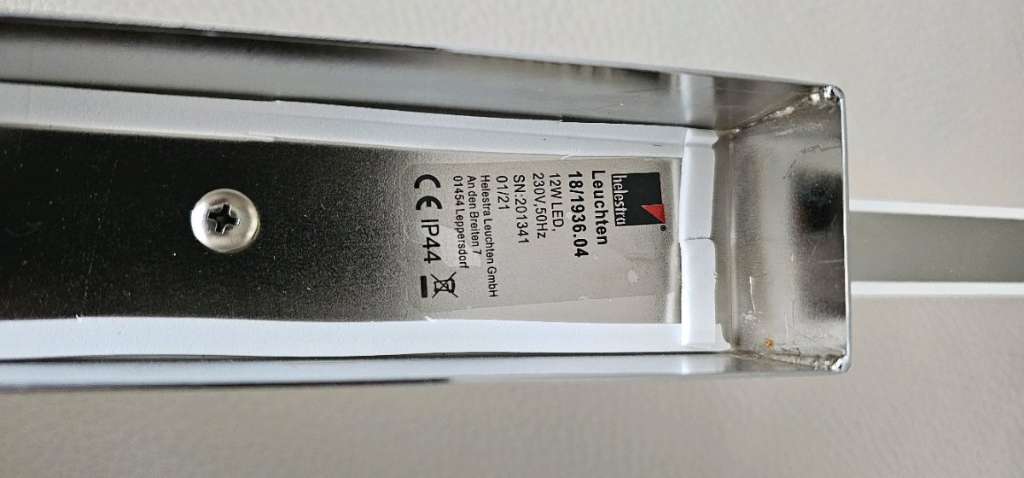 helestra
Leuchten
18/1936.04
12W LED,
230V,50Hz
SN:201341
01/21
Helestra Leuchten GmbH
An den Breiten 7
01454 Leppersdorf
CE IP44